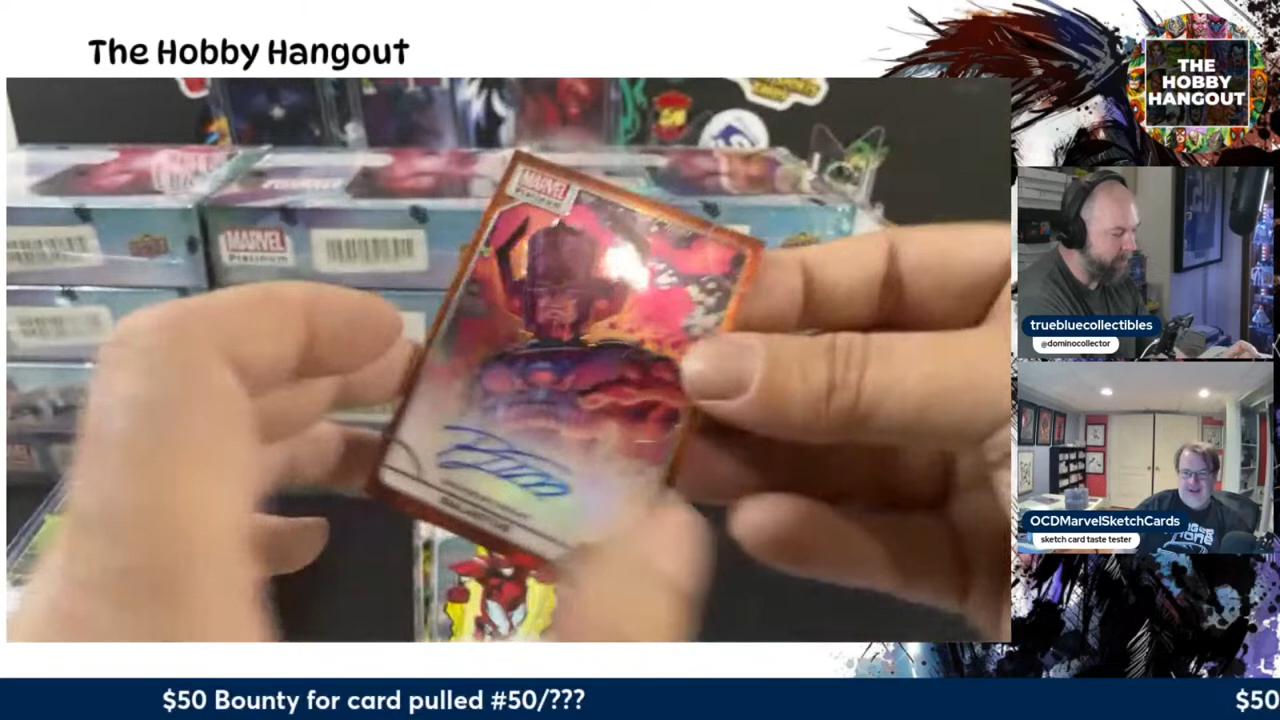 The Hobby Hangout
THE
HOBBY
HANGOUT
MARVEL
MARVEL
Platinum
truebluecollectibles
@dominocollector
OCDMarvelSketchCards
sketch card taste tester
$50 Bounty for card pulled #50/???
$50